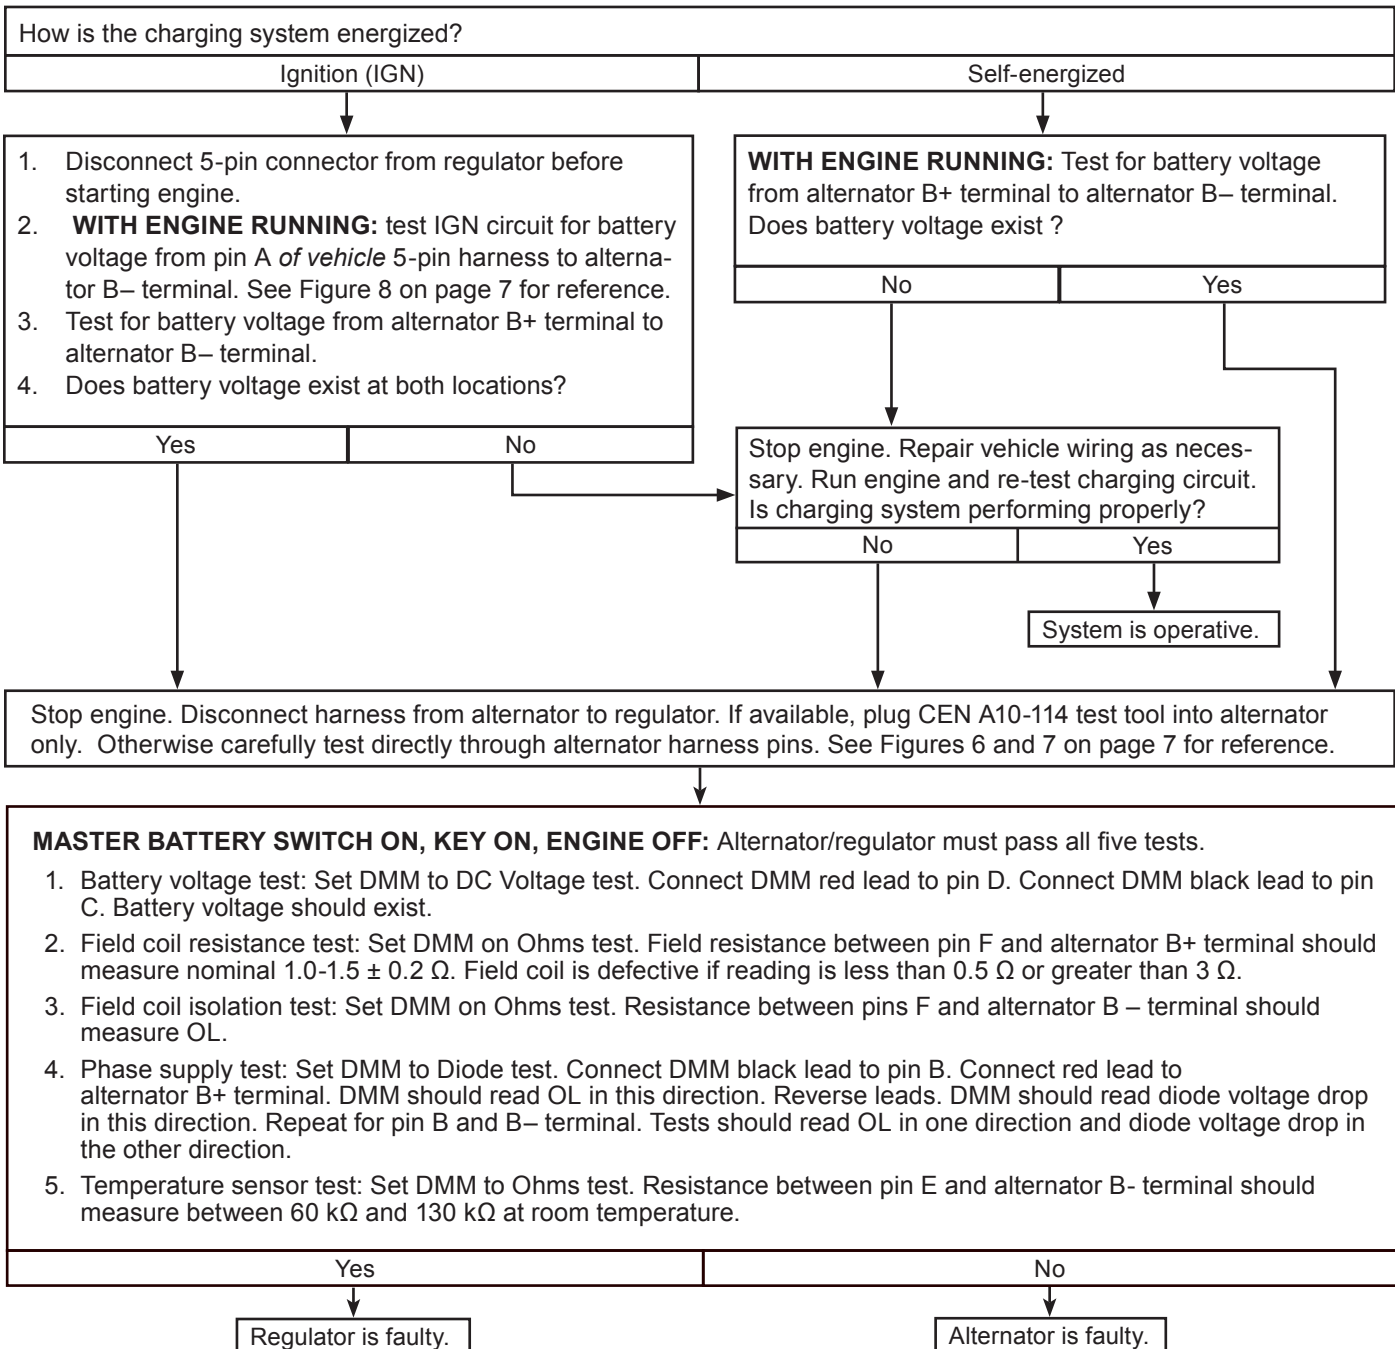 How is the charging system energized?
Ignition (IGN)
Self-energized
1. Disconnect 5-pin connector from regulator before
starting engine.
2. WITH ENGINE RUNNING: test IGN circuit for battery
voltage from pin A of vehicle 5-pin harness to alterna-
tor B– terminal. See Figure 8 on page 7 for reference.
3. Test for battery voltage from alternator B+ terminal to
alternator B– terminal.
4. Does battery voltage exist at both locations?
Yes
No
WITH ENGINE RUNNING: Test for battery voltage
from alternator B+ terminal to alternator B– terminal.
Does battery voltage exist ?
No
Yes
Stop engine. Repair vehicle wiring as neces-
sary. Run engine and re-test charging circuit.
Is charging system performing properly?
No
Yes
System is operative.
Stop engine. Disconnect harness from alternator to regulator. If available, plug CEN A10-114 test tool into alternator
only. Otherwise carefully test directly through alternator harness pins. See Figures 6 and 7 on page 7 for reference.
MASTER BATTERY SWITCH ON, KEY ON, ENGINE OFF: Alternator/regulator must pass all five tests.
1. Battery voltage test: Set DMM to DC Voltage test. Connect DMM red lead to pin D. Connect DMM black lead to pin
C. Battery voltage should exist.
2. Field coil resistance test: Set DMM on Ohms test. Field resistance between pin F and alternator B+ terminal should
measure nominal 1.0-1.5 ± 0.2 Ω. Field coil is defective if reading is less than 0.5 Ω or greater than 3 Ω.
3. Field coil isolation test: Set DMM on Ohms test. Resistance between pins F and alternator B – terminal should
measure OL.
4. Phase supply test: Set DMM to Diode test. Connect DMM black lead to pin B. Connect red lead to
alternator B+ terminal. DMM should read OL in this direction. Reverse leads. DMM should read diode voltage drop
in this direction. Repeat for pin B and B– terminal. Tests should read OL in one direction and diode voltage drop in
the other direction.
5. Temperature sensor test: Set DMM to Ohms test. Resistance between pin E and alternator B- terminal should
measure between 60 kΩ and 130 kΩ at room temperature.
Yes
No
Regulator is faulty.
Alternator is faulty.